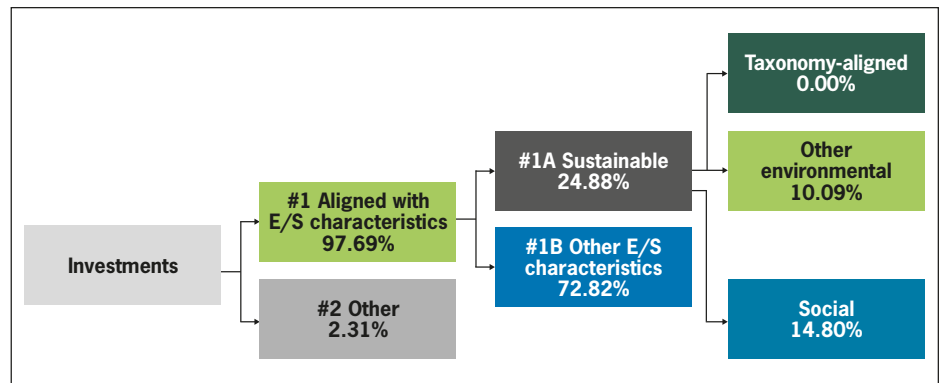 Investments
#1 Aligned with
E/S characteristics
97.69%
#2 Other
2.31%
#1A Sustainable
24.88%
#1B Other E/S
characteristics
72.82%
Taxonomy-aligned
0.00%
Other
environmental
10.09%
Social
14.80%